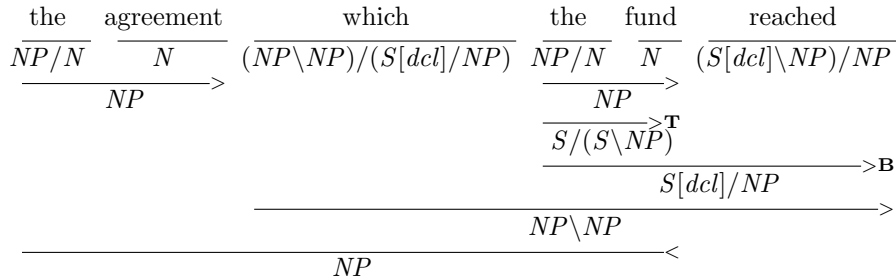 the agreement which the fund reached
NP/N N (NP\NP)/(S[dcl]/NP) NP/N N (S[dcl]\NP)/NP
> >
NP NP
>T
S/(S\NP)
>B
S[dcl]/NP
>
NP\NP
<
NP